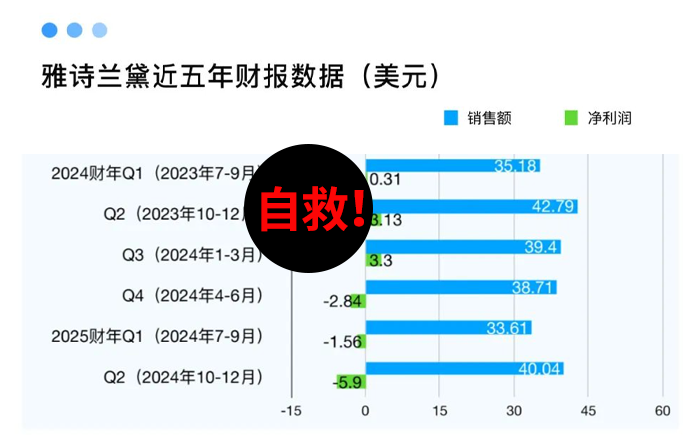 雅诗兰黛近五年财报数据（美元）
销售额 净利润
2024财年Q1（2023年7-9月） 35.18
0.31
Q2（2023年10-12月 42.79
3.13
自救!
Q3（2024年1-3月） 39.4
3.3
Q4（2024年4-6月） 38.71
-2.84
2025财年Q1（2024年7-9月） 33.61
-1.56
Q2（2024年10-12月） 40.04
-5.9
-15 0 15 30 45 60